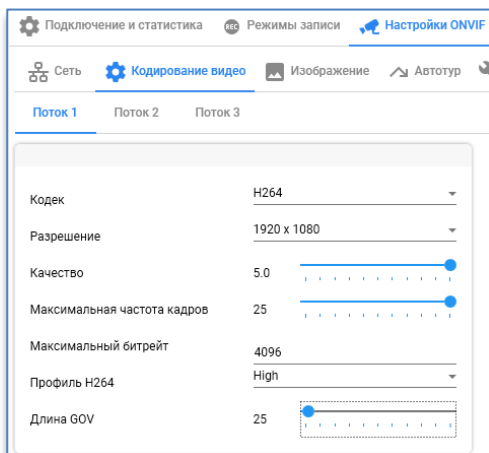 Подключение и статистика REC Режимы записи Настройки ONVIF
Сеть Кодирование видео Изображение Автотур
Поток 1 Поток 2 Поток 3
Кодек H264
Разрешение 1920 x 1080
Качество 5.0
Максимальная частота кадров 25
Максимальный битрейт 4096
Профиль H264 High
Длина GOV 25